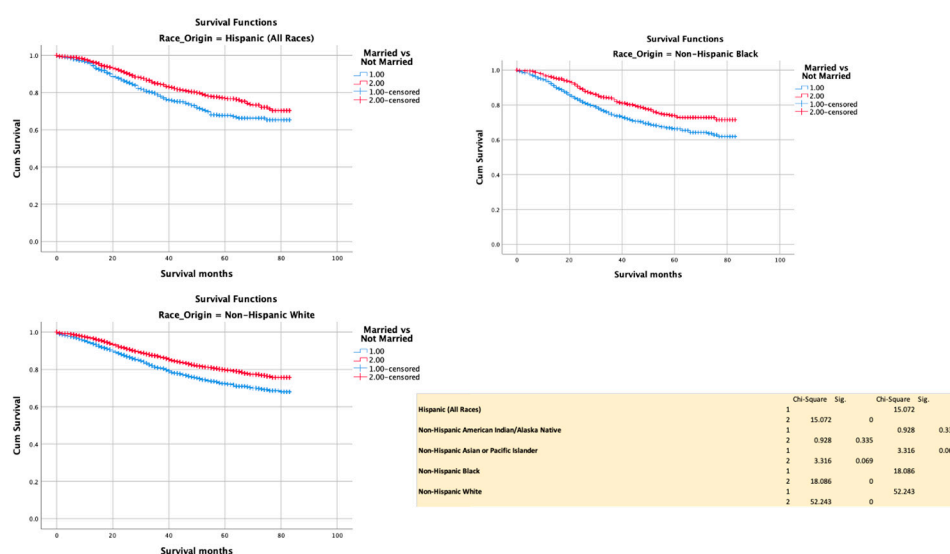 Survival Functions
Race_Origin = Hispanic (All Races)
Married vs
Not Married
1.00
2.00
1.00-censored
2.00-censored
Cum Survival
1.0
0.8
0.6
0.4
0.2
0.0
0 20 40 60 80 100
Survival months
Survival Functions
Race_Origin = Non-Hispanic Black
Married vs
Not Married
1.00
2.00
1.00-censored
2.00-censored
Cum Survival
1.0
0.8
0.6
0.4
0.2
0.0
0 20 40 60 80 100
Survival months
Survival Functions
Race_Origin = Non-Hispanic White
Married vs
Not Married
1.00
2.00
1.00-censored
2.00-censored
Cum Survival
1.0
0.8
0.6
0.4
0.2
0.0
0 20 40 60 80 100
Survival months
Chi-Square Sig. Chi-Square Sig.
Hispanic (All Races) 1 15.072
2 15.072 0
Non-Hispanic American Indian/Alaska Native 1 0.928
2 0.928 0.335
Non-Hispanic Asian or Pacific Islander 1 3.316
2 3.316 0.069
Non-Hispanic Black 1 18.086
2 18.086 0
Non-Hispanic White 1 52.243
2 52.243 0